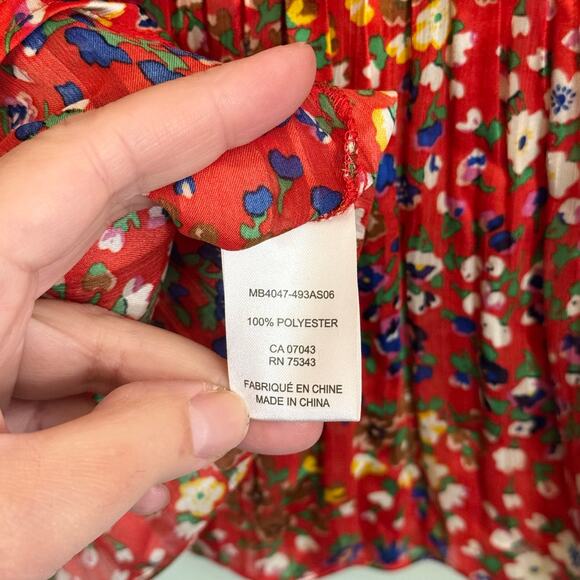 MB4047-493AS06
100% POLYESTER
CA 07043
RN 75343
FABRIQUÉ EN CHINE
MADE IN CHINA